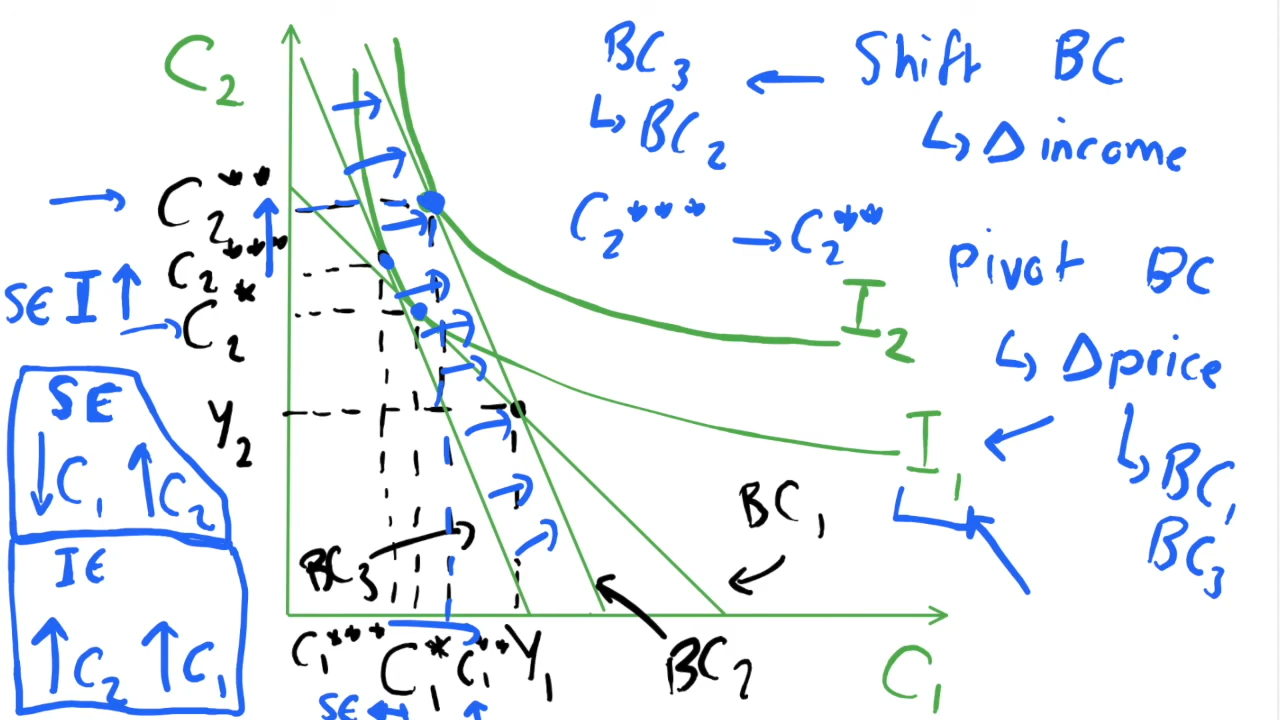 C₂
BC₃
↳ BC₂
← Shift BC
↳ Δ income
→ C₂**
C₂***
→ C₂*
SE I ↑
C₂*** → C₂**
Pivot BC
↳ Δ price
↳ BC₁
BC₃
I₂
I₁
Y₂
SE
↓ C₁ ↑ C₂
IE
↑ C₂ ↑ C₁
BC₁
BC₃
BC₂
C₁*** C₁* C₁** Y₁
C₁
SE ← ↑